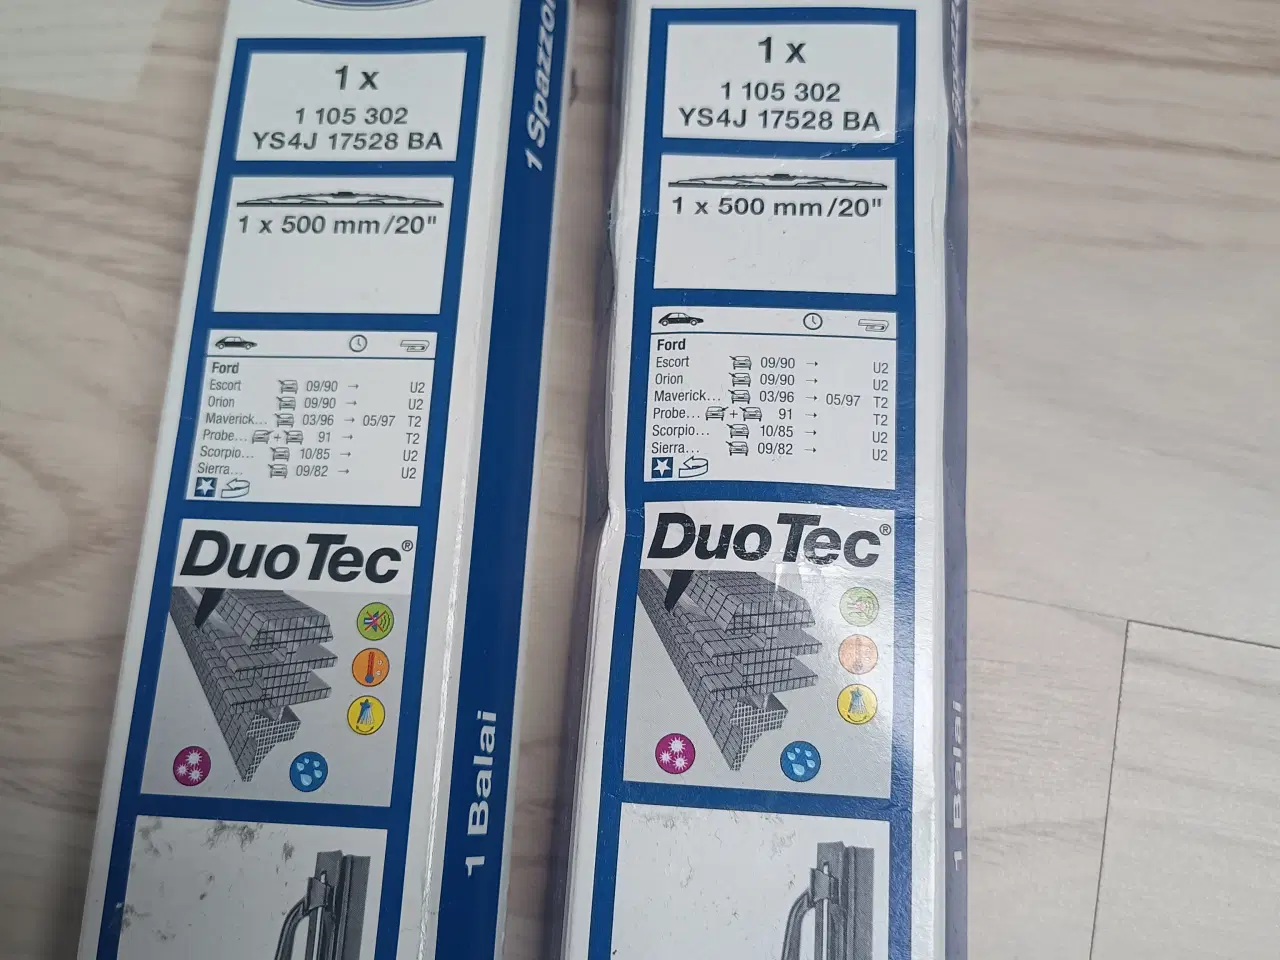 1 x
1 105 302
YS4J 17528 BA
1 x 500 mm/20"
Ford
Escort 09/90 → U2
Orion 09/90 → U2
Maverick... 03/96 → 05/97 T2
Probe... + 91 → T2
Scorpio... 10/85 → U2
Sierra... 09/82 → U2
DuoTec®
1 Balai
1 x
1 105 302
YS4J 17528 BA
1 x 500 mm/20"
Ford
Escort 09/90 → U2
Orion 09/90 → U2
Maverick... 03/96 → 05/97 T2
Probe... + 91 → T2
Scorpio... 10/85 → U2
Sierra... 09/82 → U2
DuoTec®
1 Balai